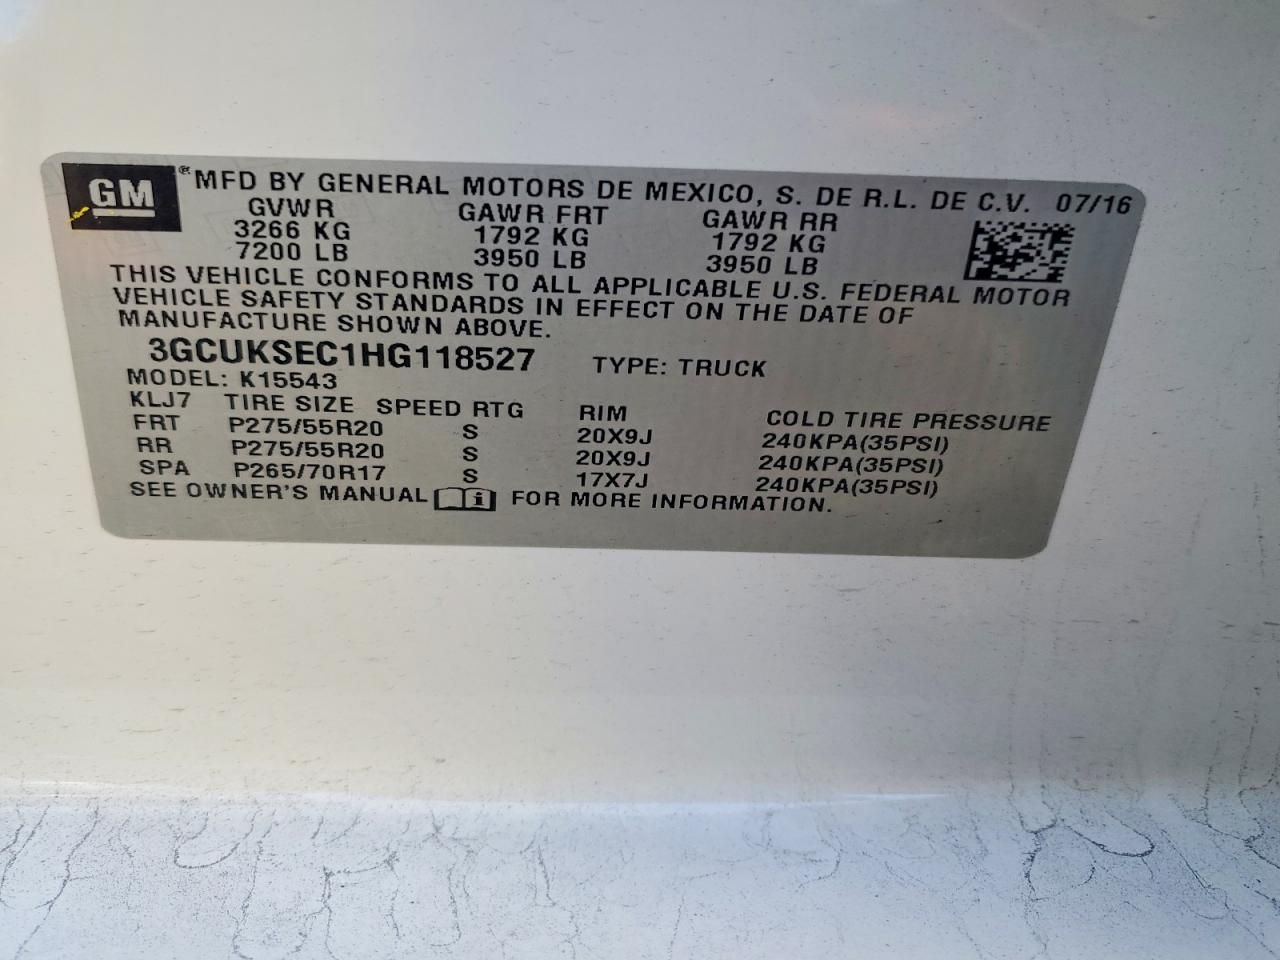 GM ® MFD BY GENERAL MOTORS DE MEXICO, S. DE R.L. DE C.V. 07/16
GVWR GAWR FRT GAWR RR
3266 KG 1792 KG 1792 KG
7200 LB 3950 LB 3950 LB
THIS VEHICLE CONFORMS TO ALL APPLICABLE U.S. FEDERAL MOTOR
VEHICLE SAFETY STANDARDS IN EFFECT ON THE DATE OF
MANUFACTURE SHOWN ABOVE.
3GCUKSEC1HG118527 TYPE: TRUCK
MODEL: K15543
KLJ7 TIRE SIZE SPEED RTG RIM COLD TIRE PRESSURE
FRT P275/55R20 S 20X9J 240KPA(35PSI)
RR P275/55R20 S 20X9J 240KPA(35PSI)
SPA P265/70R17 S 17X7J 240KPA(35PSI)
SEE OWNER'S MANUAL i FOR MORE INFORMATION.